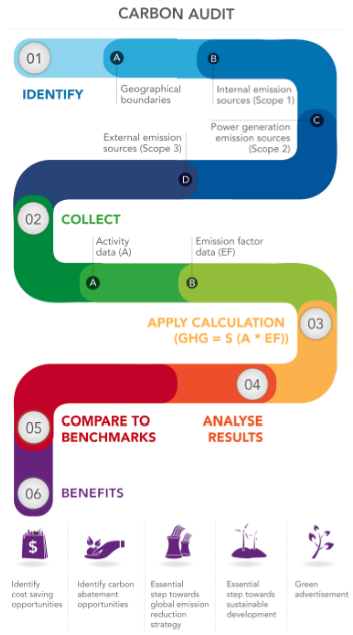 CARBON AUDIT
01
A
B
IDENTIFY
Geographical
boundaries
Internal emission
sources (Scope 1)
Power generation
emission sources
(Scope 2)
C
External emission
sources (Scope 3)
D
02
COLLECT
Activity
data (A)
Emission factor
data (EF)
A
B
APPLY CALCULATION
(GHG = S (A * EF))
03
04
05
COMPARE TO
BENCHMARKS
ANALYSE
RESULTS
06
BENEFITS
$
Identify
cost saving
opportunities
Identify carbon
abatement
opportunities
Essential
step towards
global emission
reduction
strategy
Essential
step towards
sustainable
development
Green
advertisement